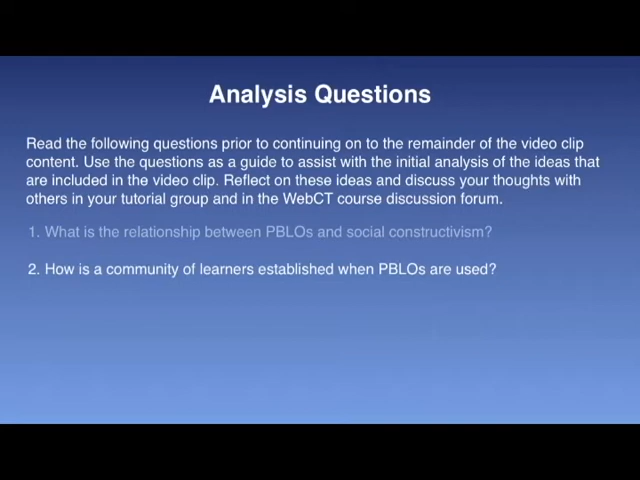 Analysis Questions
Read the following questions prior to continuing on to the remainder of the video clip
content. Use the questions as a guide to assist with the initial analysis of the ideas that
are included in the video clip. Reflect on these ideas and discuss your thoughts with
others in your tutorial group and in the WebCT course discussion forum.
1. What is the relationship between PBLOs and social constructivism?
2. How is a community of learners established when PBLOs are used?